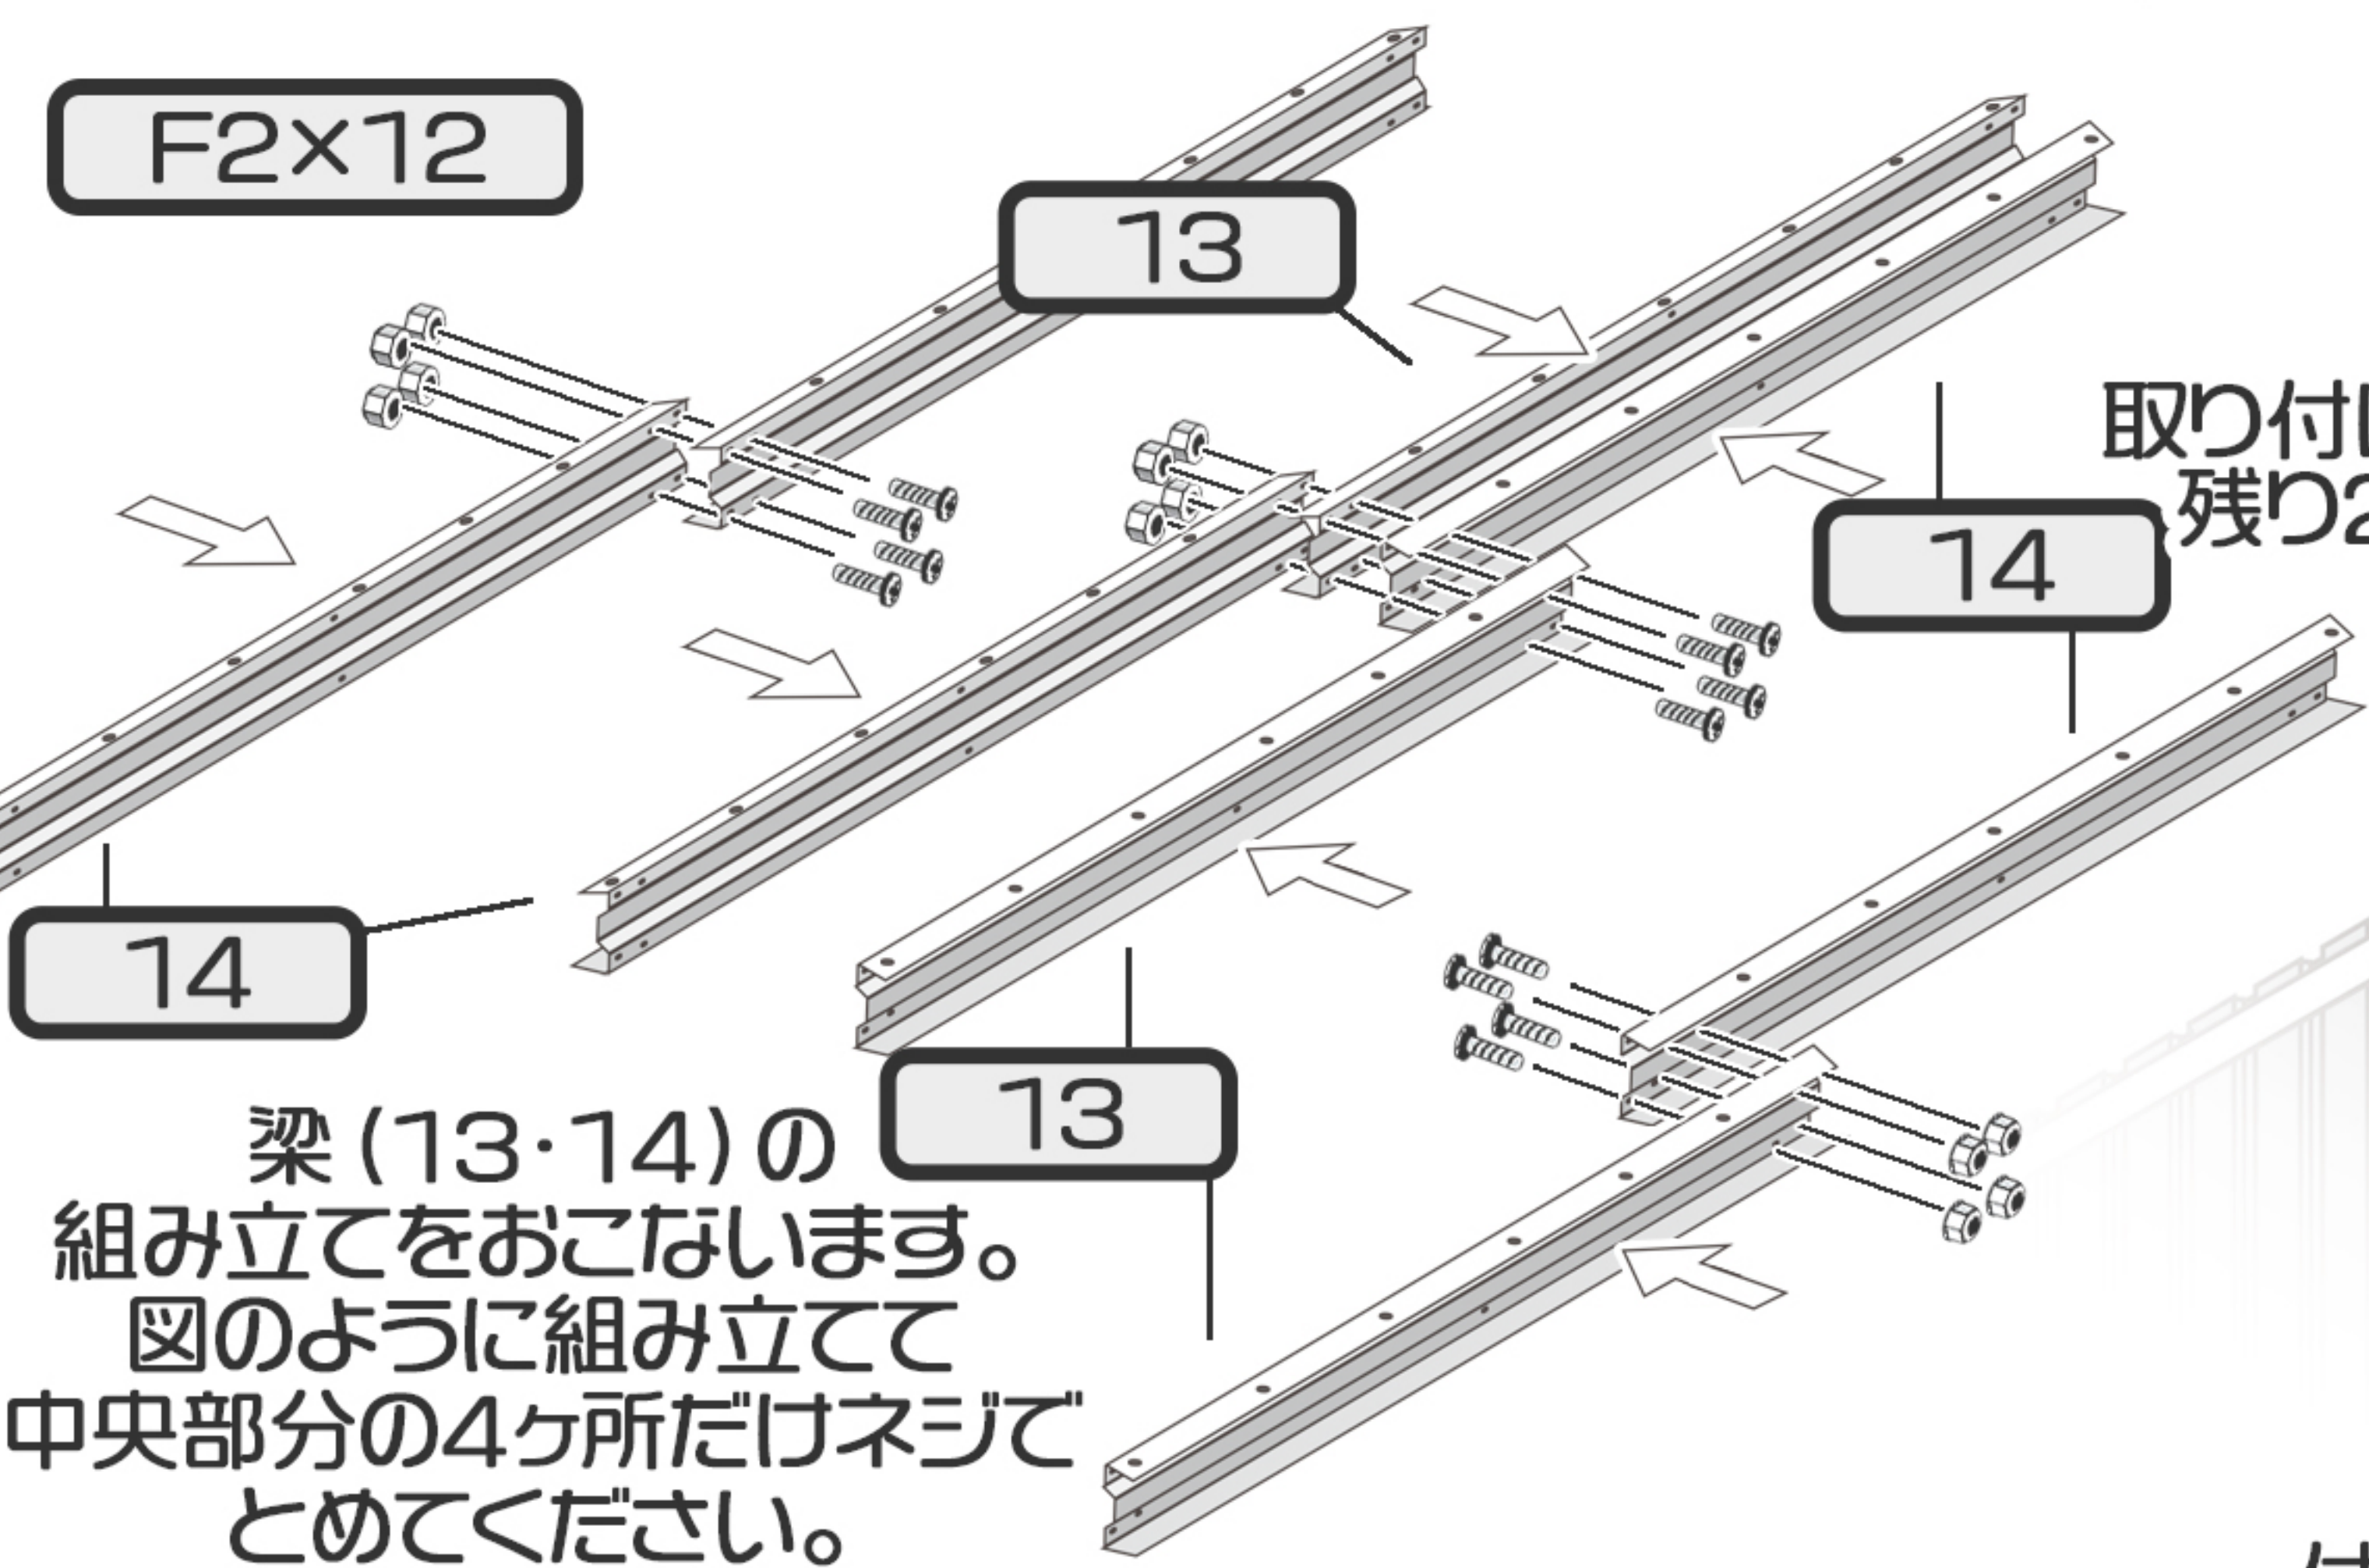 F2×12
13
取り付
残り2
14
14
13
梁(13・14)の
組み立てをおこないます。
図のように組み立てて
中央部分の4ヶ所だけネジで
とめてください。